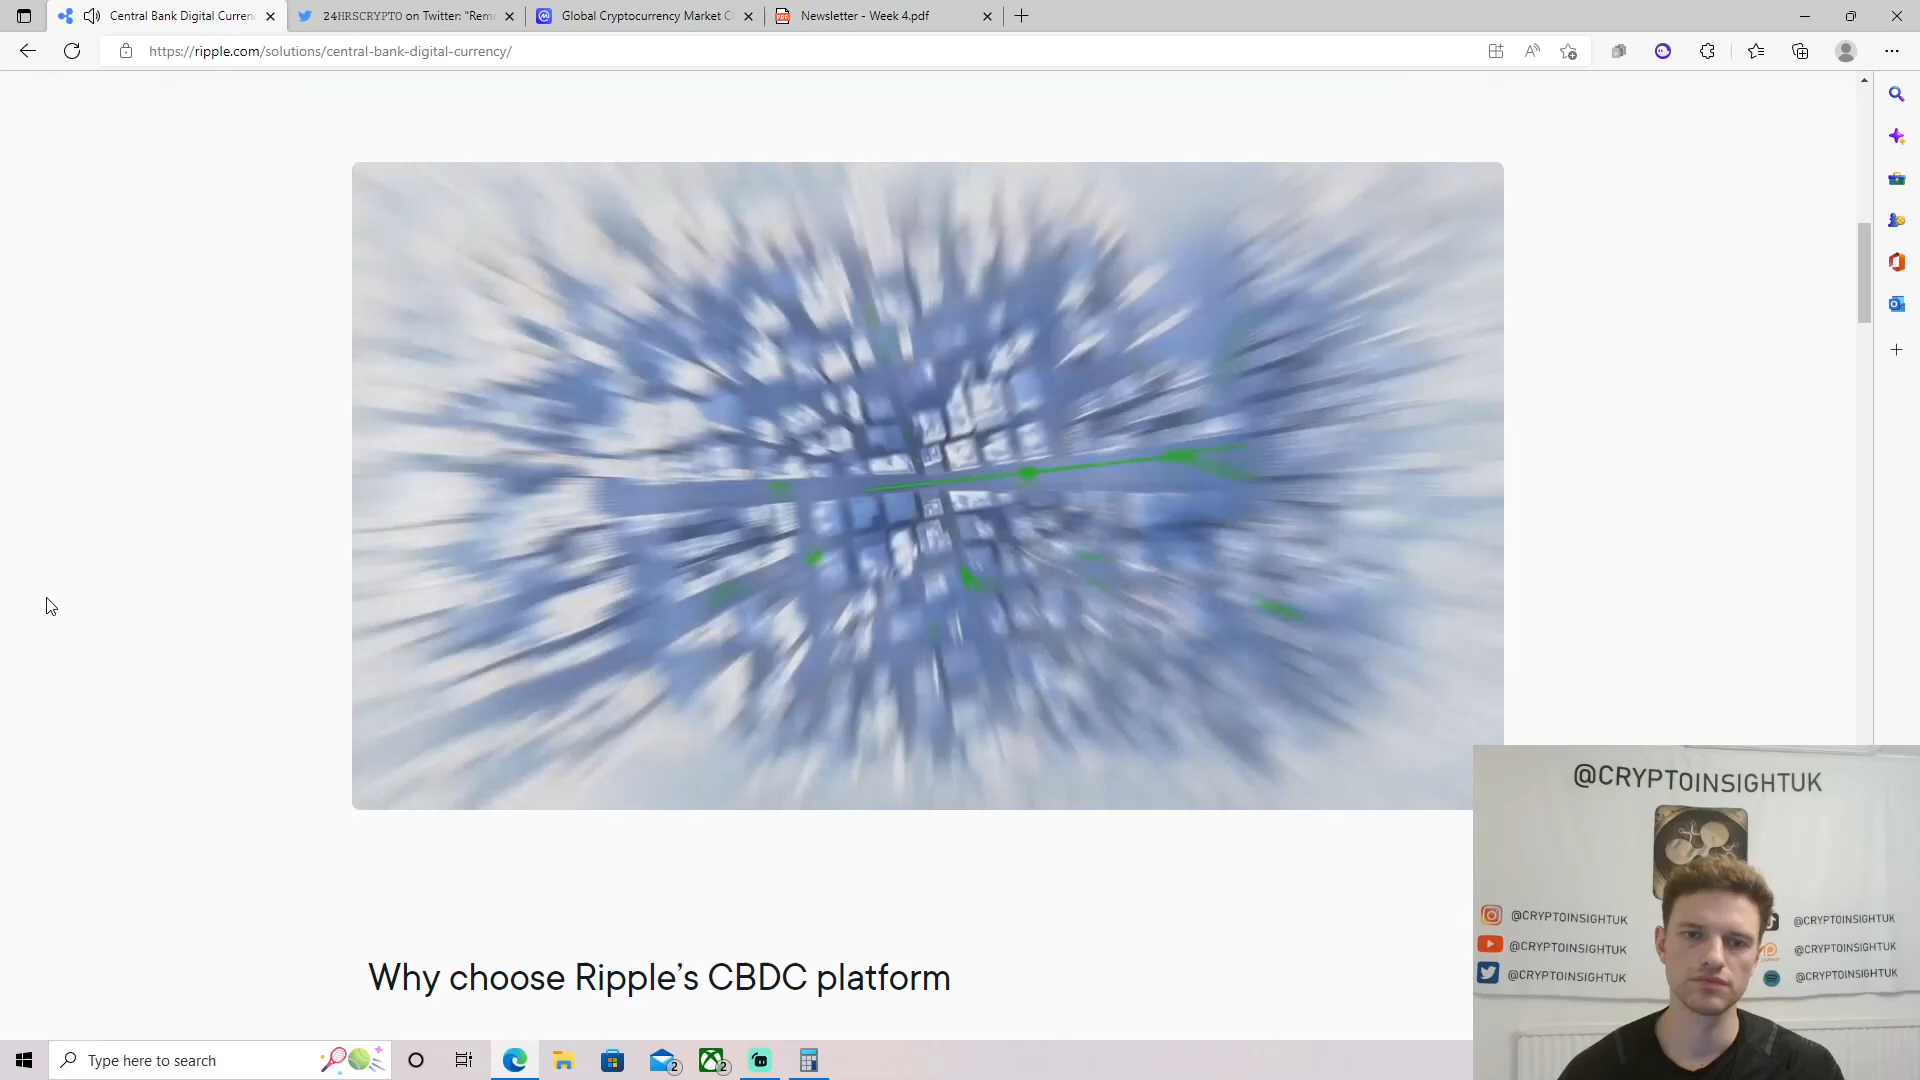 Central Bank Digital Curren
24HRSCRYPTO on Twitter: "Rem
Global Cryptocurrency Market C
Newsletter - Week 4.pdf
https://ripple.com/solutions/central-bank-digital-currency/
Why choose Ripple's CBDC platform
@CRYPTOINSIGHTUK
@CRYPTOINSIGHTUK
@CRYPTOINSIGHTUK
@CRYPTOINSIGHTUK
@CRYPTOINSIGHTUK
@CRYPTOINSIGHTUK
@CRYPTOINSIGHTUK
Type here to search
2
2